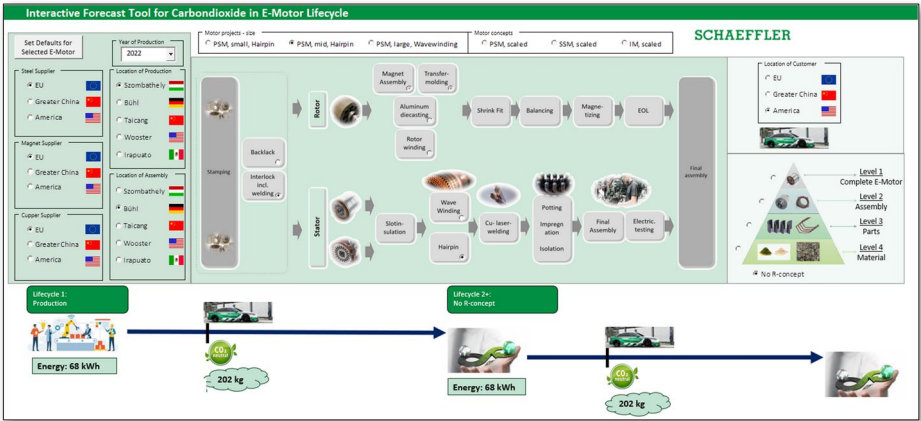 Interactive Forecast Tool for Carbondioxide in E-Motor Lifecycle
Set Defaults for
Selected E-Motor
Year of Production
2022
Motor projects - size
PSM, small, Hairpin
PSM, mid, Hairpin
PSM, large, Wavewinding
Motor concepts
PSM, scaled
SSM, scaled
IM, scaled
SCHAEFFLER
Steel Supplier
EU
Greater China
America
Magnet Supplier
EU
Greater China
America
Cupper Supplier
EU
Greater China
America
Location of Production
Szombathely
Bühl
Taicang
Wooster
Irapuato
Location of Assembly
Szombathely
Bühl
Taicang
Wooster
Irapuato
Stamping
Backlack
Interlock
incl.
welding
Rotor
Magnet
Assembly
Transfer-
molding
Aluminum
diecasting
Rotor
winding
Shrink Fit
Balancing
Magne-
tizing
EOL
Stator
Slotin-
sulation
Wave
Winding
Hairpin
Cu- laser-
welding
Potting
Impregn
ation
Isolation
Final
Assembly
Electric.
testing
Final
assembly
Location of Customer
EU
Greater China
America
Level 1
Complete E-Motor
Level 2
Assembly
Level 3
Parts
Level 4
Material
No R-concept
Lifecycle 1:
Production
Lifecycle 2+:
No R-concept
CO2
neutral
Energy: 68 kWh
202 kg
Energy: 68 kWh
CO2
neutral
202 kg